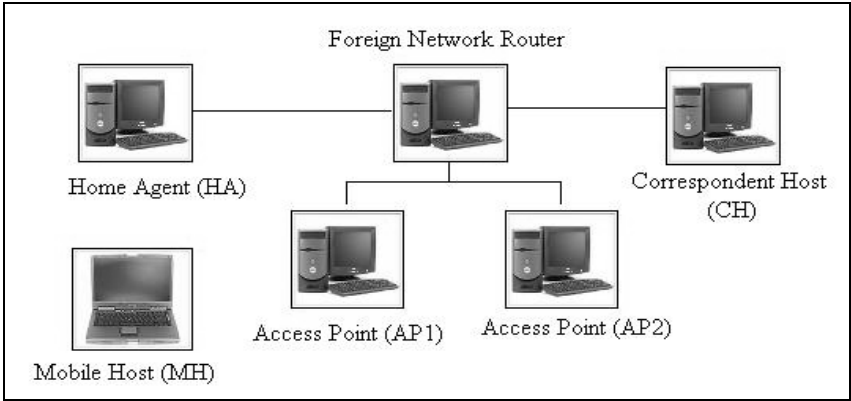 Foreign Network Router
Home Agent (HA)
Correspondent Host
(CH)
Access Point (AP1)
Access Point (AP2)
Mobile Host (MH)